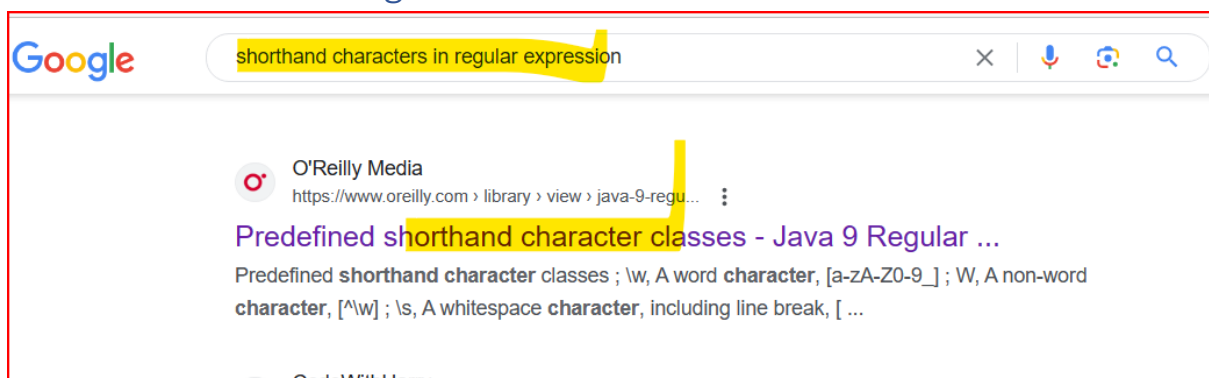 Google
shorthand characters in regular expression
O'Reilly Media
https://www.oreilly.com › library › view › java-9-regu...
Predefined shorthand character classes - Java 9 Regular ...
Predefined shorthand character classes ; \w, A word character, [a-zA-Z0-9_] ; W, A non-word
character, [^\w] ; \s, A whitespace character, including line break, [ ...